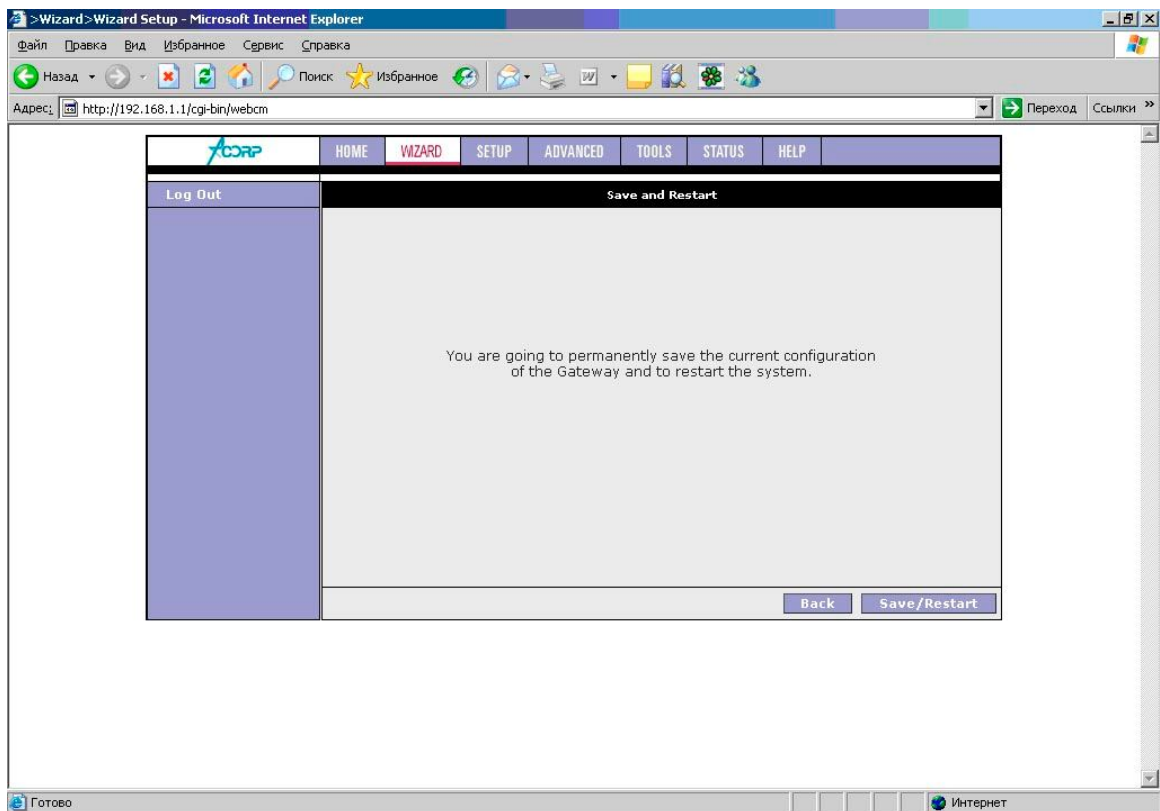 >Wizard>Wizard Setup - Microsoft Internet Explorer
Файл Правка Вид Избранное Сервис Справка
Назад Поиск Избранное
Адрес: http://192.168.1.1/cgi-bin/webcm Переход Ссылки »
ACORP HOME WIZARD SETUP ADVANCED TOOLS STATUS HELP
Log Out
Save and Restart
You are going to permanently save the current configuration
of the Gateway and to restart the system.
Back Save/Restart
Готово Интернет